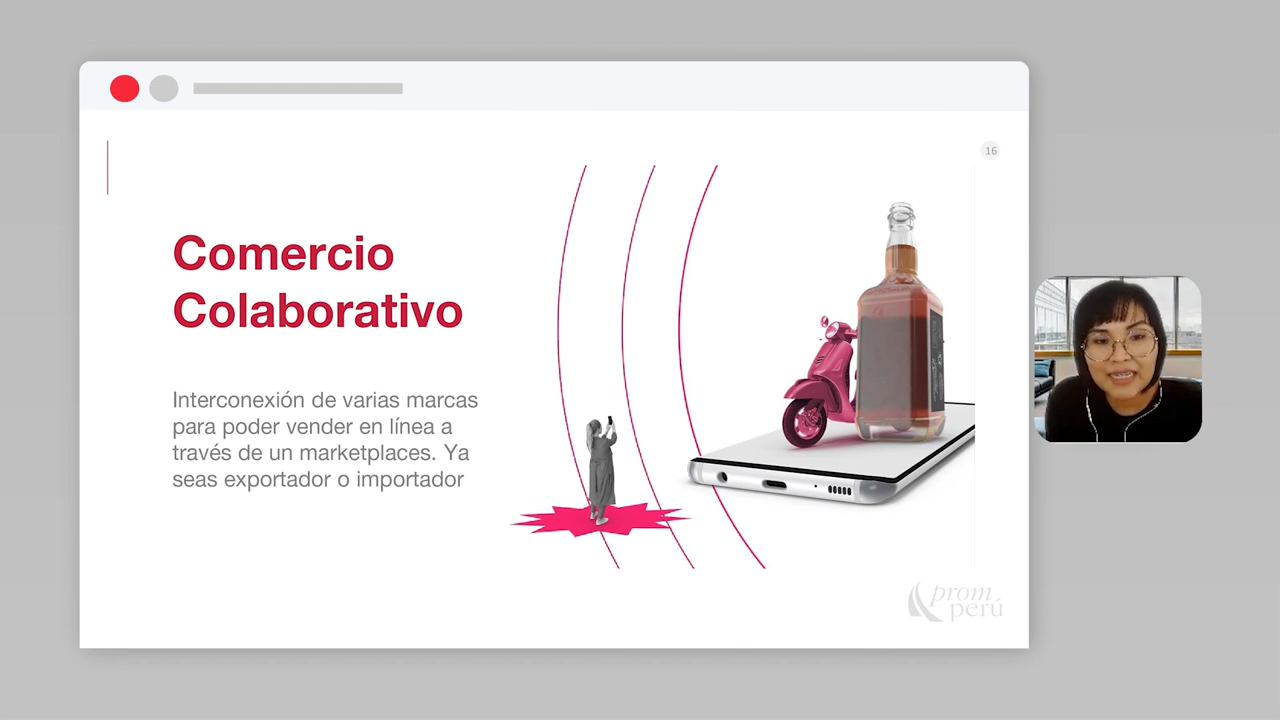 16
Comercio
Colaborativo
Interconexión de varias marcas
para poder vender en línea a
través de un marketplaces. Ya
seas exportador o importador
prom
perú